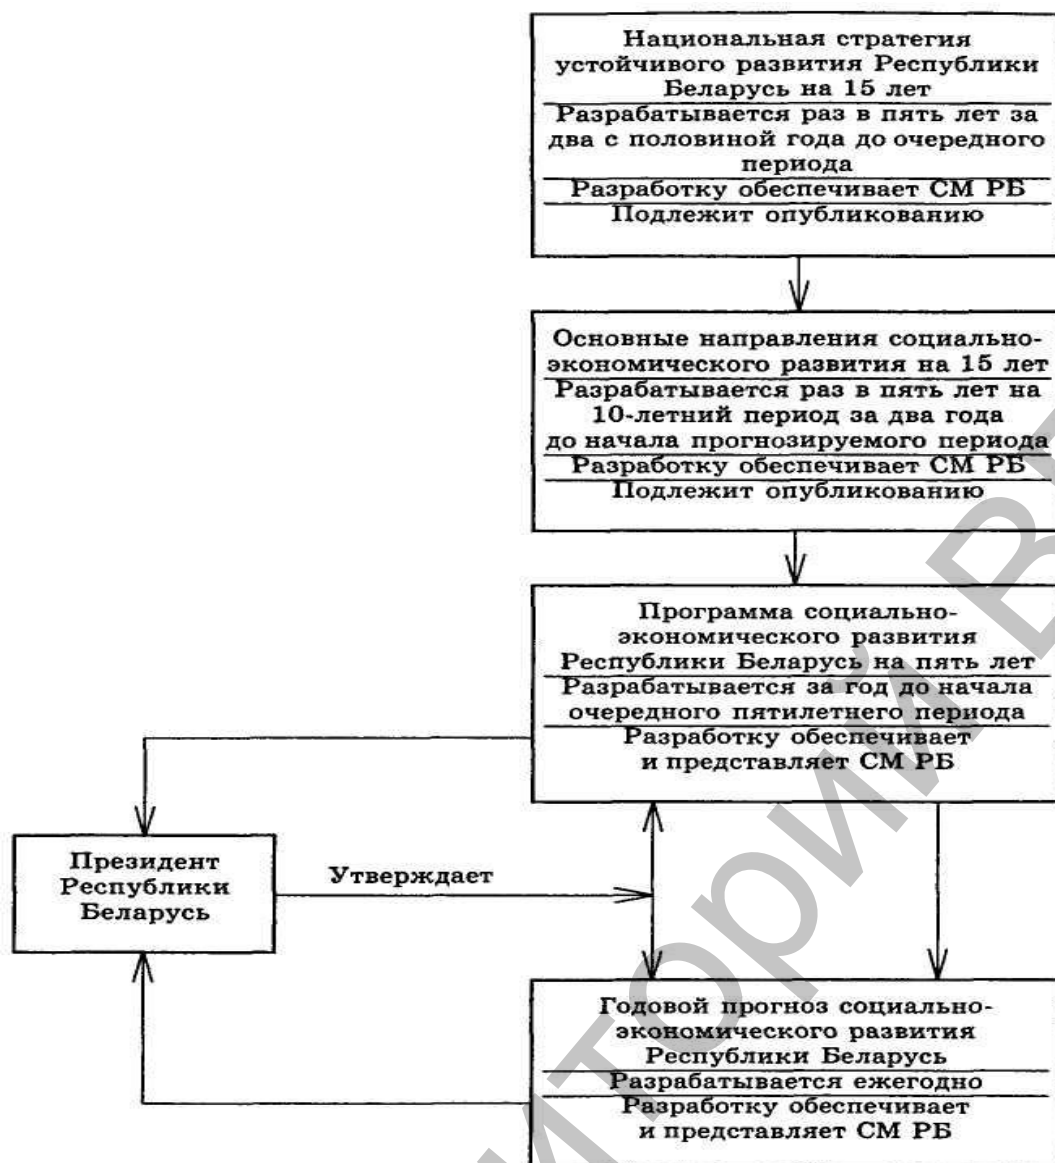 Национальная стратегия
устойчивого развития Республики
Беларусь на 15 лет
Разрабатывается раз в пять лет за
два с половиной года до очередного
периода
Разработку обеспечивает СМ РБ
Подлежит опубликованию
Основные направления социально-
экономического развития на 15 лет
Разрабатывается раз в пять лет на
10-летний период за два года
до начала прогнозируемого периода
Разработку обеспечивает СМ РБ
Подлежит опубликованию
Программа социально-
экономического развития
Республики Беларусь на пять лет
Разрабатывается за год до начала
очередного пятилетнего периода
Разработку обеспечивает
и представляет СМ РБ
Президент
Республики
Беларусь
Утверждает
Годовой прогноз социально-
экономического развития
Республики Беларусь
Разрабатывается ежегодно
Разработку обеспечивает
и представляет СМ РБ